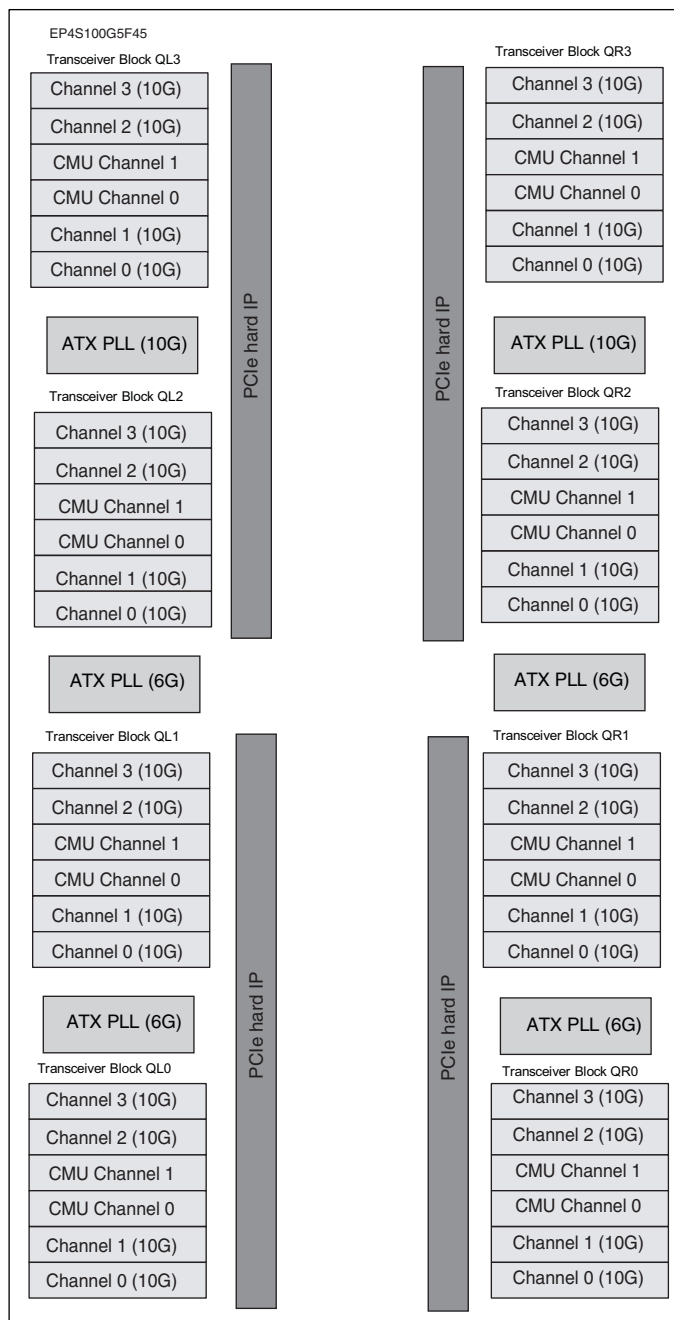 EP4S100G5F45
Transceiver Block QL3
Channel 3 (10G)
Channel 2 (10G)
CMU Channel 1
CMU Channel 0
Channel 1 (10G)
Channel 0 (10G)
ATX PLL (10G)
Transceiver Block QL2
Channel 3 (10G)
Channel 2 (10G)
CMU Channel 1
CMU Channel 0
Channel 1 (10G)
Channel 0 (10G)
PCIe hard IP
ATX PLL (6G)
Transceiver Block QL1
Channel 3 (10G)
Channel 2 (10G)
CMU Channel 1
CMU Channel 0
Channel 1 (10G)
Channel 0 (10G)
ATX PLL (6G)
Transceiver Block QL0
Channel 3 (10G)
Channel 2 (10G)
CMU Channel 1
CMU Channel 0
Channel 1 (10G)
Channel 0 (10G)
PCIe hard IP
Transceiver Block QR3
Channel 3 (10G)
Channel 2 (10G)
CMU Channel 1
CMU Channel 0
Channel 1 (10G)
Channel 0 (10G)
PCIe hard IP
ATX PLL (10G)
Transceiver Block QR2
Channel 3 (10G)
Channel 2 (10G)
CMU Channel 1
CMU Channel 0
Channel 1 (10G)
Channel 0 (10G)
ATX PLL (6G)
Transceiver Block QR1
Channel 3 (10G)
Channel 2 (10G)
CMU Channel 1
CMU Channel 0
Channel 1 (10G)
Channel 0 (10G)
PCIe hard IP
ATX PLL (6G)
Transceiver Block QR0
Channel 3 (10G)
Channel 2 (10G)
CMU Channel 1
CMU Channel 0
Channel 1 (10G)
Channel 0 (10G)